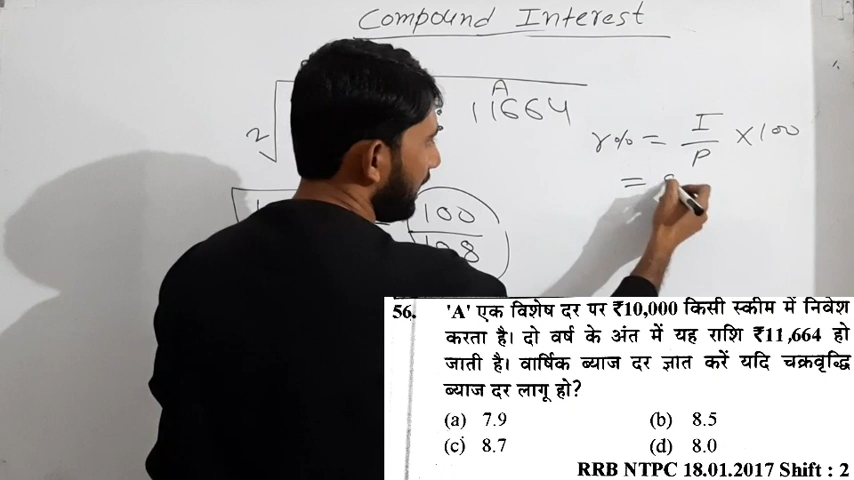 Compound Interest
2 A
11664
r% = I/P × 100
=
100
108
56. 'A' एक विशेष दर पर ₹10,000 किसी स्कीम में निवेश
करता है। दो वर्ष के अंत में यह राशि ₹11,664 हो
जाती है। वार्षिक ब्याज दर ज्ञात करें यदि चक्रवृद्धि
ब्याज दर लागू हो?
(a) 7.9 (b) 8.5
(c) 8.7 (d) 8.0
RRB NTPC 18.01.2017 Shift : 2